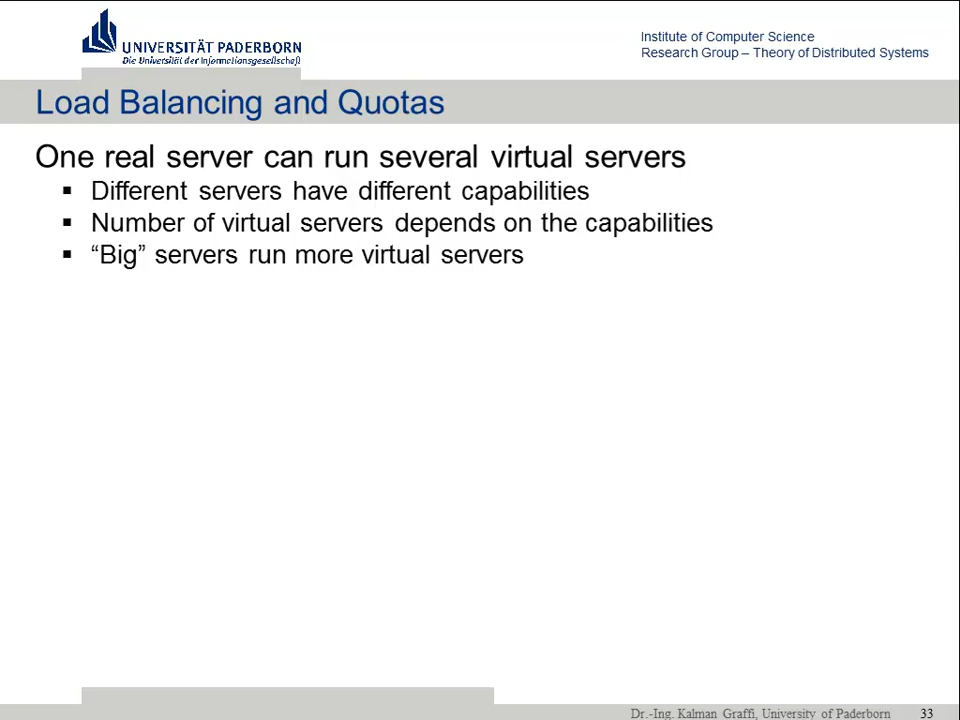 UNIVERSITÄT PADERBORN
Die Universität der Informationsgesellschaft
Institute of Computer Science
Research Group – Theory of Distributed Systems
Load Balancing and Quotas
One real server can run several virtual servers
▪ Different servers have different capabilities
▪ Number of virtual servers depends on the capabilities
▪ “Big” servers run more virtual servers
Dr.-Ing. Kalman Graffi, University of Paderborn 33